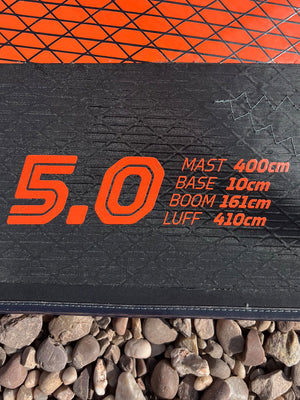 5.0
MAST 400cm
BASE 10cm
BOOM 161cm
LUFF 410cm